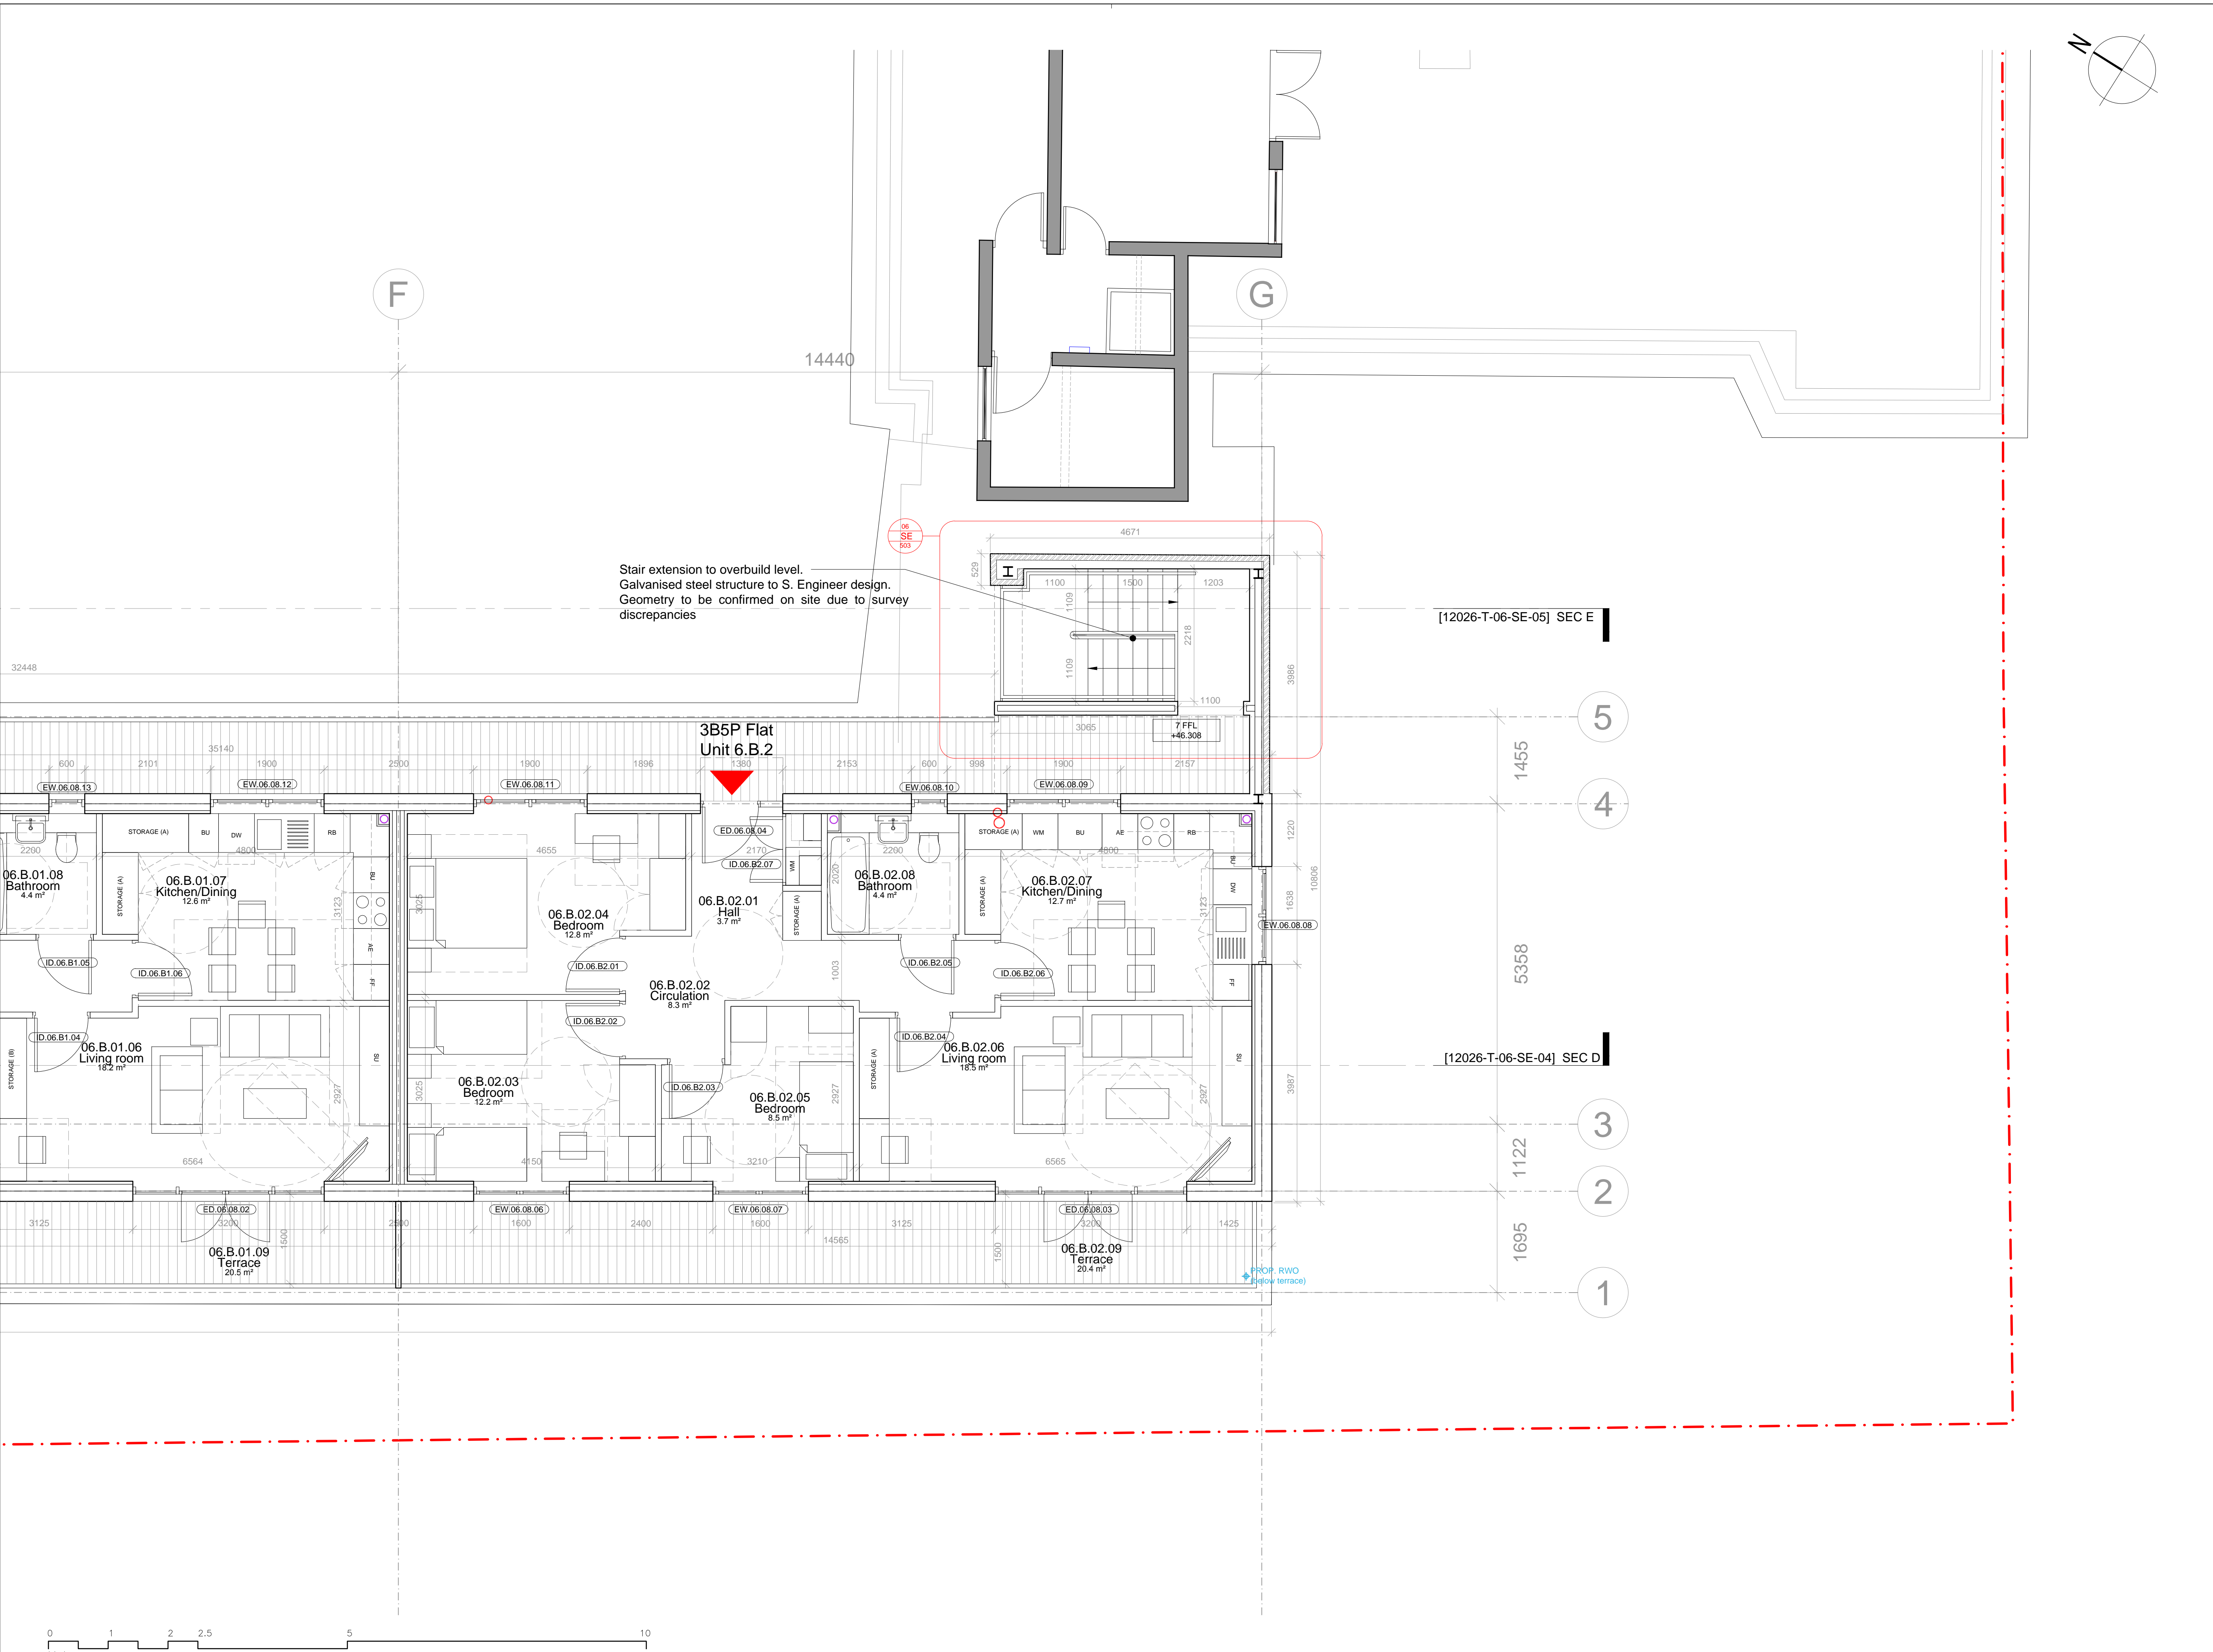 N
F
G
14440
06
SE
503
4671
529
1100
1500
1203
Stair extension to overbuild level.
Galvanised steel structure to S. Engineer design.
Geometry to be confirmed on site due to survey
discrepancies
1109
2218
1109
3986
[12026-T-06-SE-05] SEC E
32448
1100
3065
7 FFL
+46.308
5
3B5P Flat
Unit 6.B.2
35140
600
2101
1900
2500
1900
1896
1380
2153
600
998
1900
2157
1455
EW.06.08.13
EW.06.08.12
EW.06.08.11
EW.06.08.10
EW.06.08.09
4
STORAGE (A)
BU
DW
RB
ED.06.08.04
STORAGE (A)
WM
BU
AE
RB
1220
2200
4800
4655
2170
2200
4800
ID.06.B2.07
WM
BU
BU
06.B.01.08
Bathroom
4.4 m²
06.B.01.07
Kitchen/Dining
12.6 m²
STORAGE (A)
3123
3025
2020
06.B.02.08
Bathroom
4.4 m²
06.B.02.07
Kitchen/Dining
12.7 m²
STORAGE (A)
3123
DW
1638
10806
06.B.02.04
Bedroom
12.8 m²
06.B.02.01
Hall
3.7 m²
STORAGE (A)
EW.06.08.08
AE
FF
FF
ID.06.B1.05
ID.06.B1.06
ID.06.B2.01
1003
ID.06.B2.05
ID.06.B2.06
5358
06.B.02.02
Circulation
8.3 m²
ID.06.B2.02
ID.06.B1.04
ID.06.B2.04
06.B.01.06
Living room
18.2 m²
STORAGE (B)
SU
2927
06.B.02.06
Living room
18.5 m²
STORAGE (A)
SU
2927
[12026-T-06-SE-04] SEC D
06.B.02.03
Bedroom
12.2 m²
3025
ID.06.B2.03
06.B.02.05
Bedroom
8.5 m²
2927
3987
3
6564
4150
3210
6565
1122
2
ED.06.08.02
EW.06.08.06
EW.06.08.07
ED.06.08.03
3125
3200
2500
1600
2400
1600
3125
3200
1425
14565
1500
1500
1695
06.B.01.09
Terrace
20.5 m²
06.B.02.09
Terrace
20.4 m²
PROP. RWO
(below terrace)
1
0
1
2
2.5
5
10